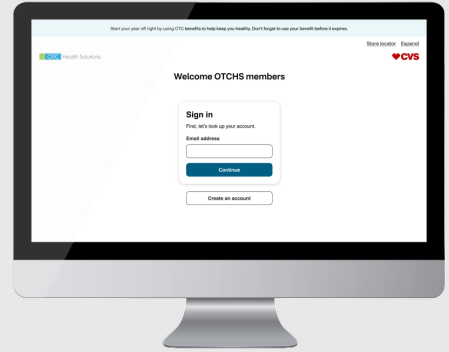 Start your year off right by using OTC benefits to help keep you healthy. Don't forget to use your benefit before it expires.
Store locator Espanol
OTC Health Solutions
CVS
Welcome OTCHS members
Sign in
First, let's look up your account.
Email address
Continue
Create an account